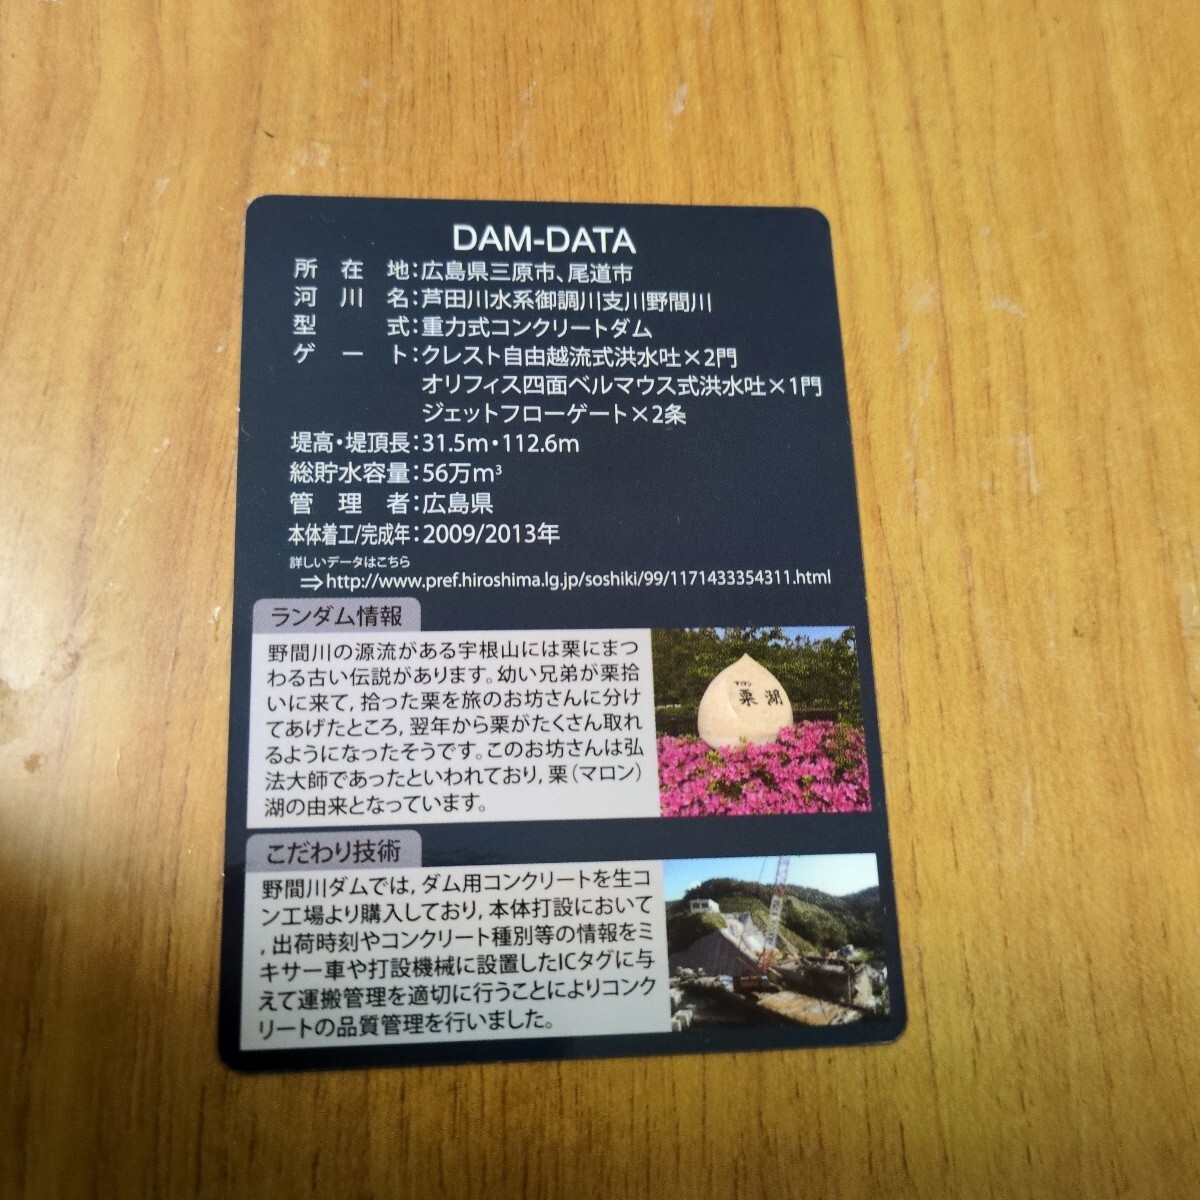 DAM-DATA
所在地：広島県三原市、尾道市
河川名：芦田川水系御調川支川野間川
型式：重力式コンクリートダム
ゲート：クレスト自由越流式洪水吐×2門
オリフィス四面ベルマウス式洪水吐×1門
ジェットフローゲート×2条
堤高・堤頂長：31.5m・112.6m
総貯水容量：56万m³
管理者：広島県
本体着工/完成年：2009/2013年
詳しいデータはこちら
⇒http://www.pref.hiroshima.lg.jp/soshiki/99/1171433354311.html
ランダム情報
野間川の源流がある宇根山には栗にまつ
わる古い伝説があります。幼い兄弟が栗拾
いに来て,拾った栗を旅のお坊さんに分け
てあげたところ,翌年から栗がたくさん取れ
るようになったそうです。このお坊さんは弘
法大師であったといわれており,栗（マロン）
湖の由来となっています。
マロン
栗湖
こだわり技術
野間川ダムでは,ダム用コンクリートを生コ
ン工場より購入しており,本体打設において
,出荷時刻やコンクリート種別等の情報をミ
キサー車や打設機械に設置したICタグに与
えて運搬管理を適切に行うことによりコンク
リートの品質管理を行いました。